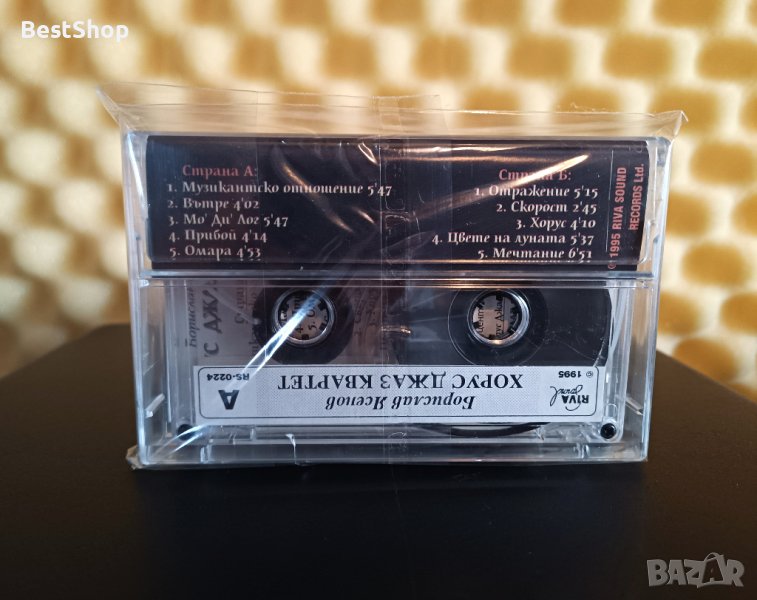 BestShop
Страна А:
1. Музикантско отношение 5'47
2. Вътре 4'02
3. Мо' Ди' Лог 5'47
4. Прибой 4'14
5. Омара 4'53
Страна Б:
1. Отражение 5'15
2. Скорост 2'45
3. Хорус 4'10
4. Цвете на луната 5'37
5. Мечтание 6'51
© 1995 RIVA SOUND
RECORDS Ltd.
Борислав Ясенов
ХОРУС ДЖАЗ КВАРТЕТ
A
RS-0224
© 1995
RIVA
Sound
BAZAR